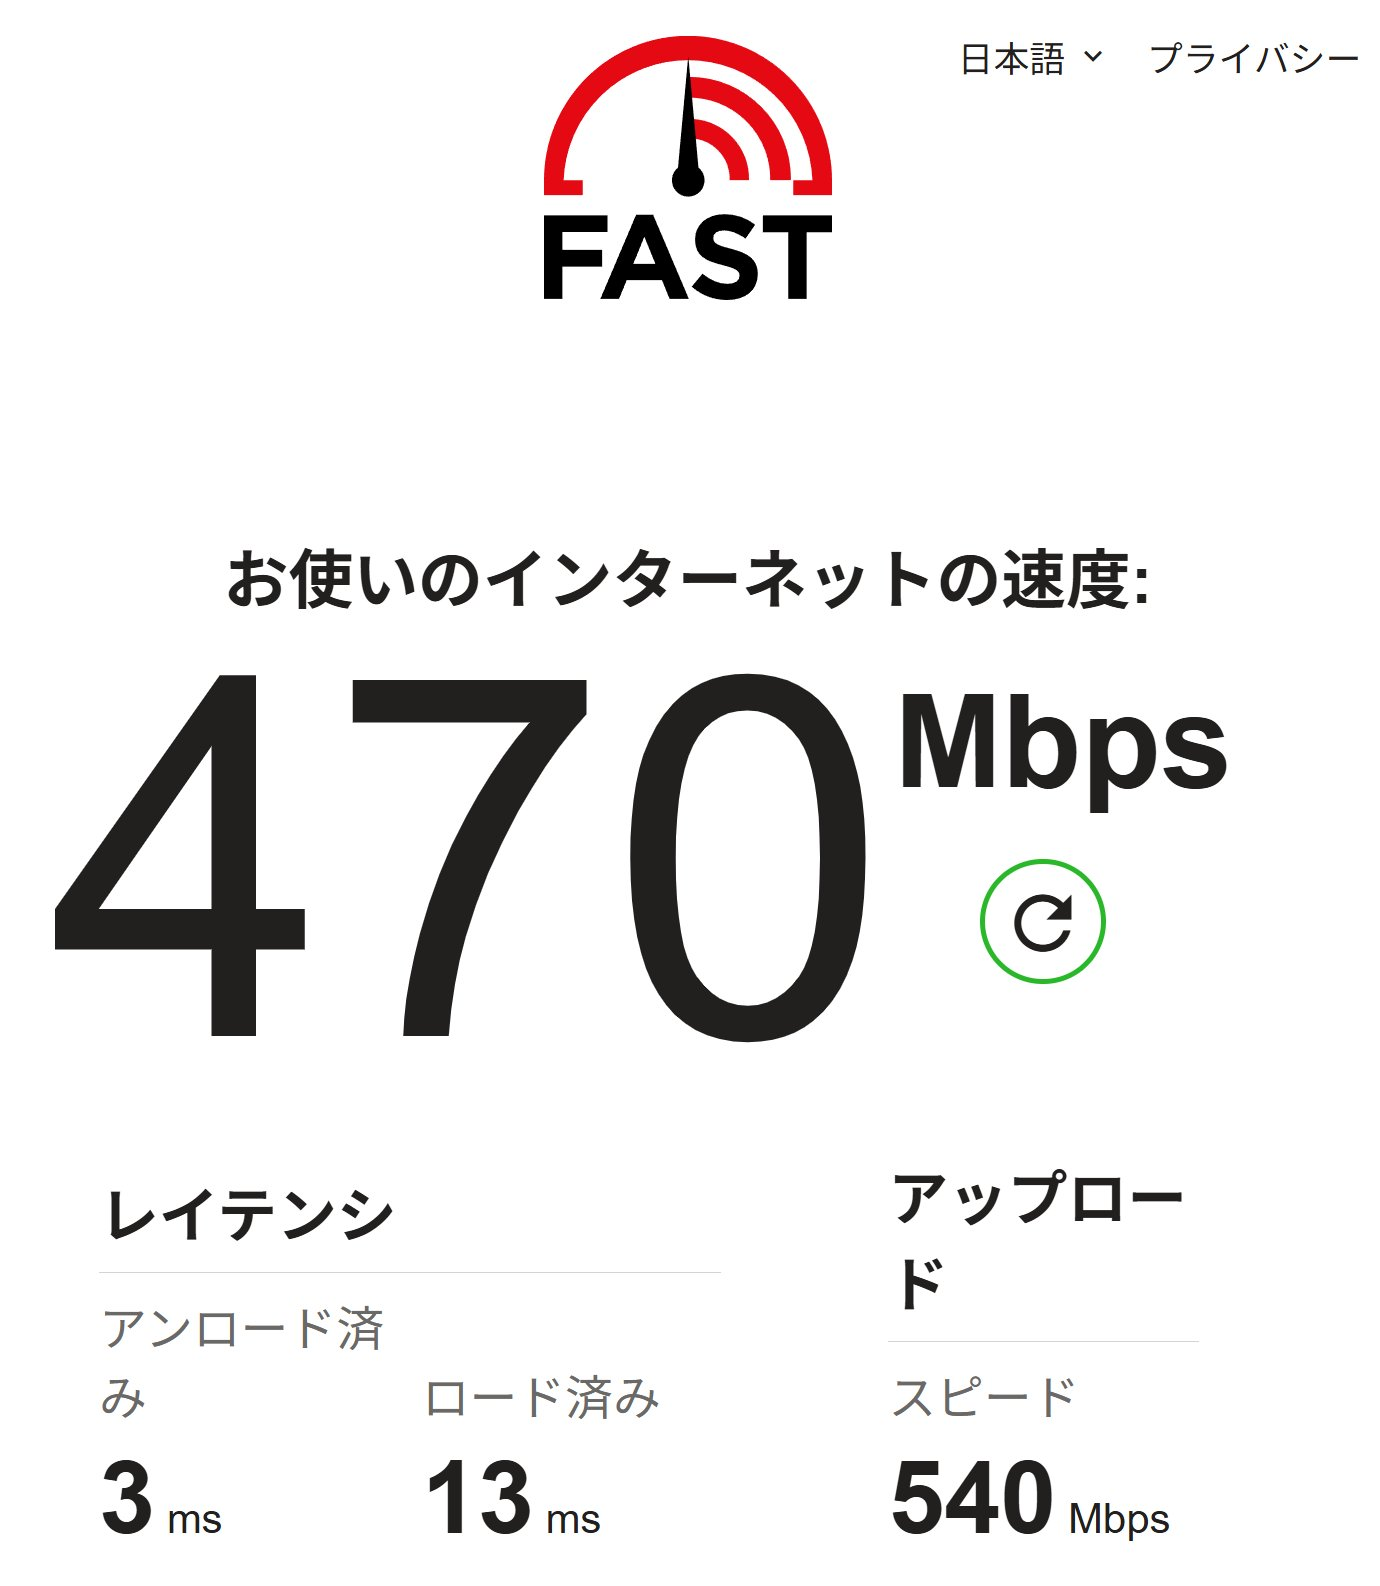 日本語 プライバシー
FAST
お使いのインターネットの速度:
470 Mbps
レイテンシ
アンロード済
み
3 ms
ロード済み
13 ms
アップロー
ド
スピード
540 Mbps